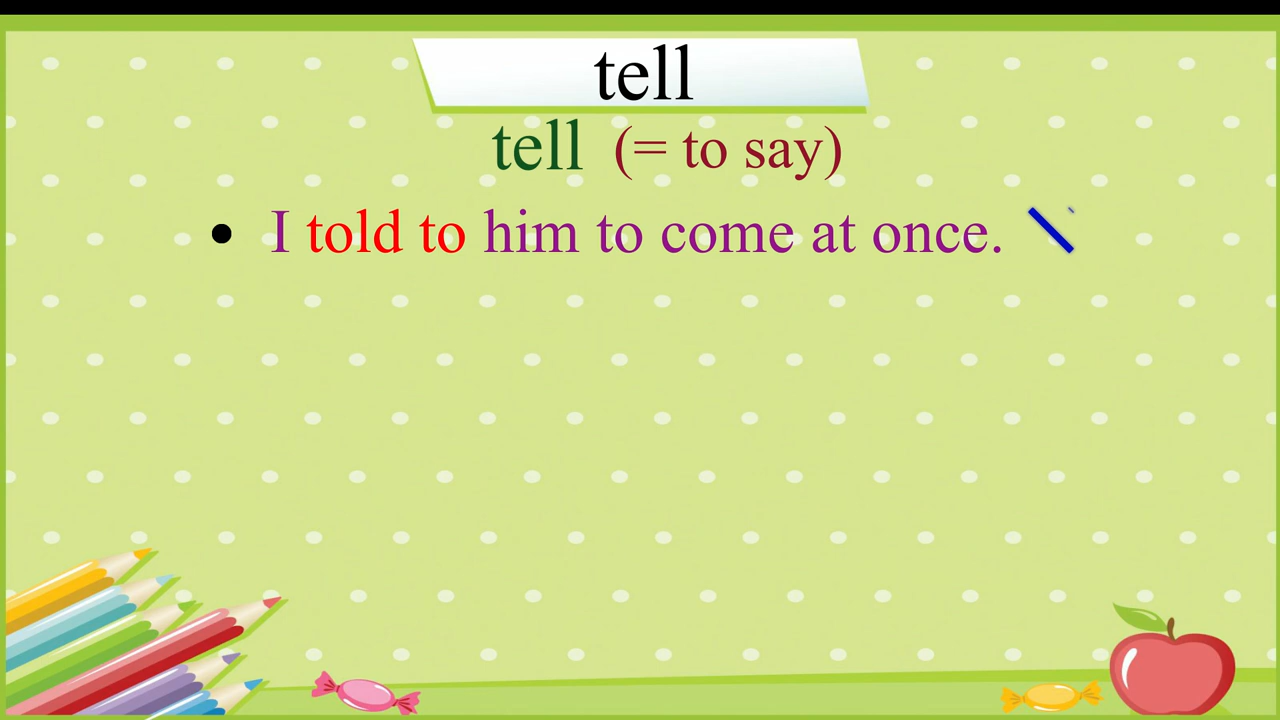 tell
tell (= to say)
• I told to him to come at once.